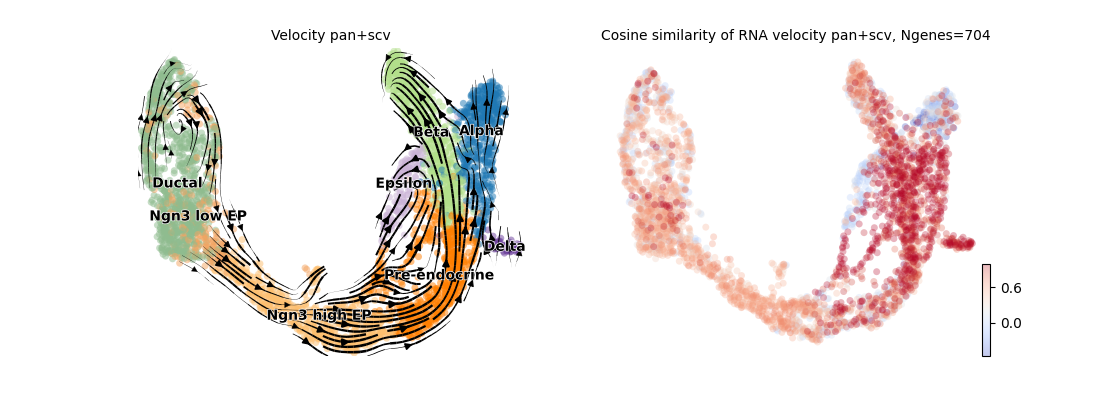 Velocity pan+scv
Cosine similarity of RNA velocity pan+scv, Ngenes=704
Beta
Alpha
Ductal
Epsilon
Ngn3 low EP
Delta
Pre-endocrine
Ngn3 high EP
0.6
0.0